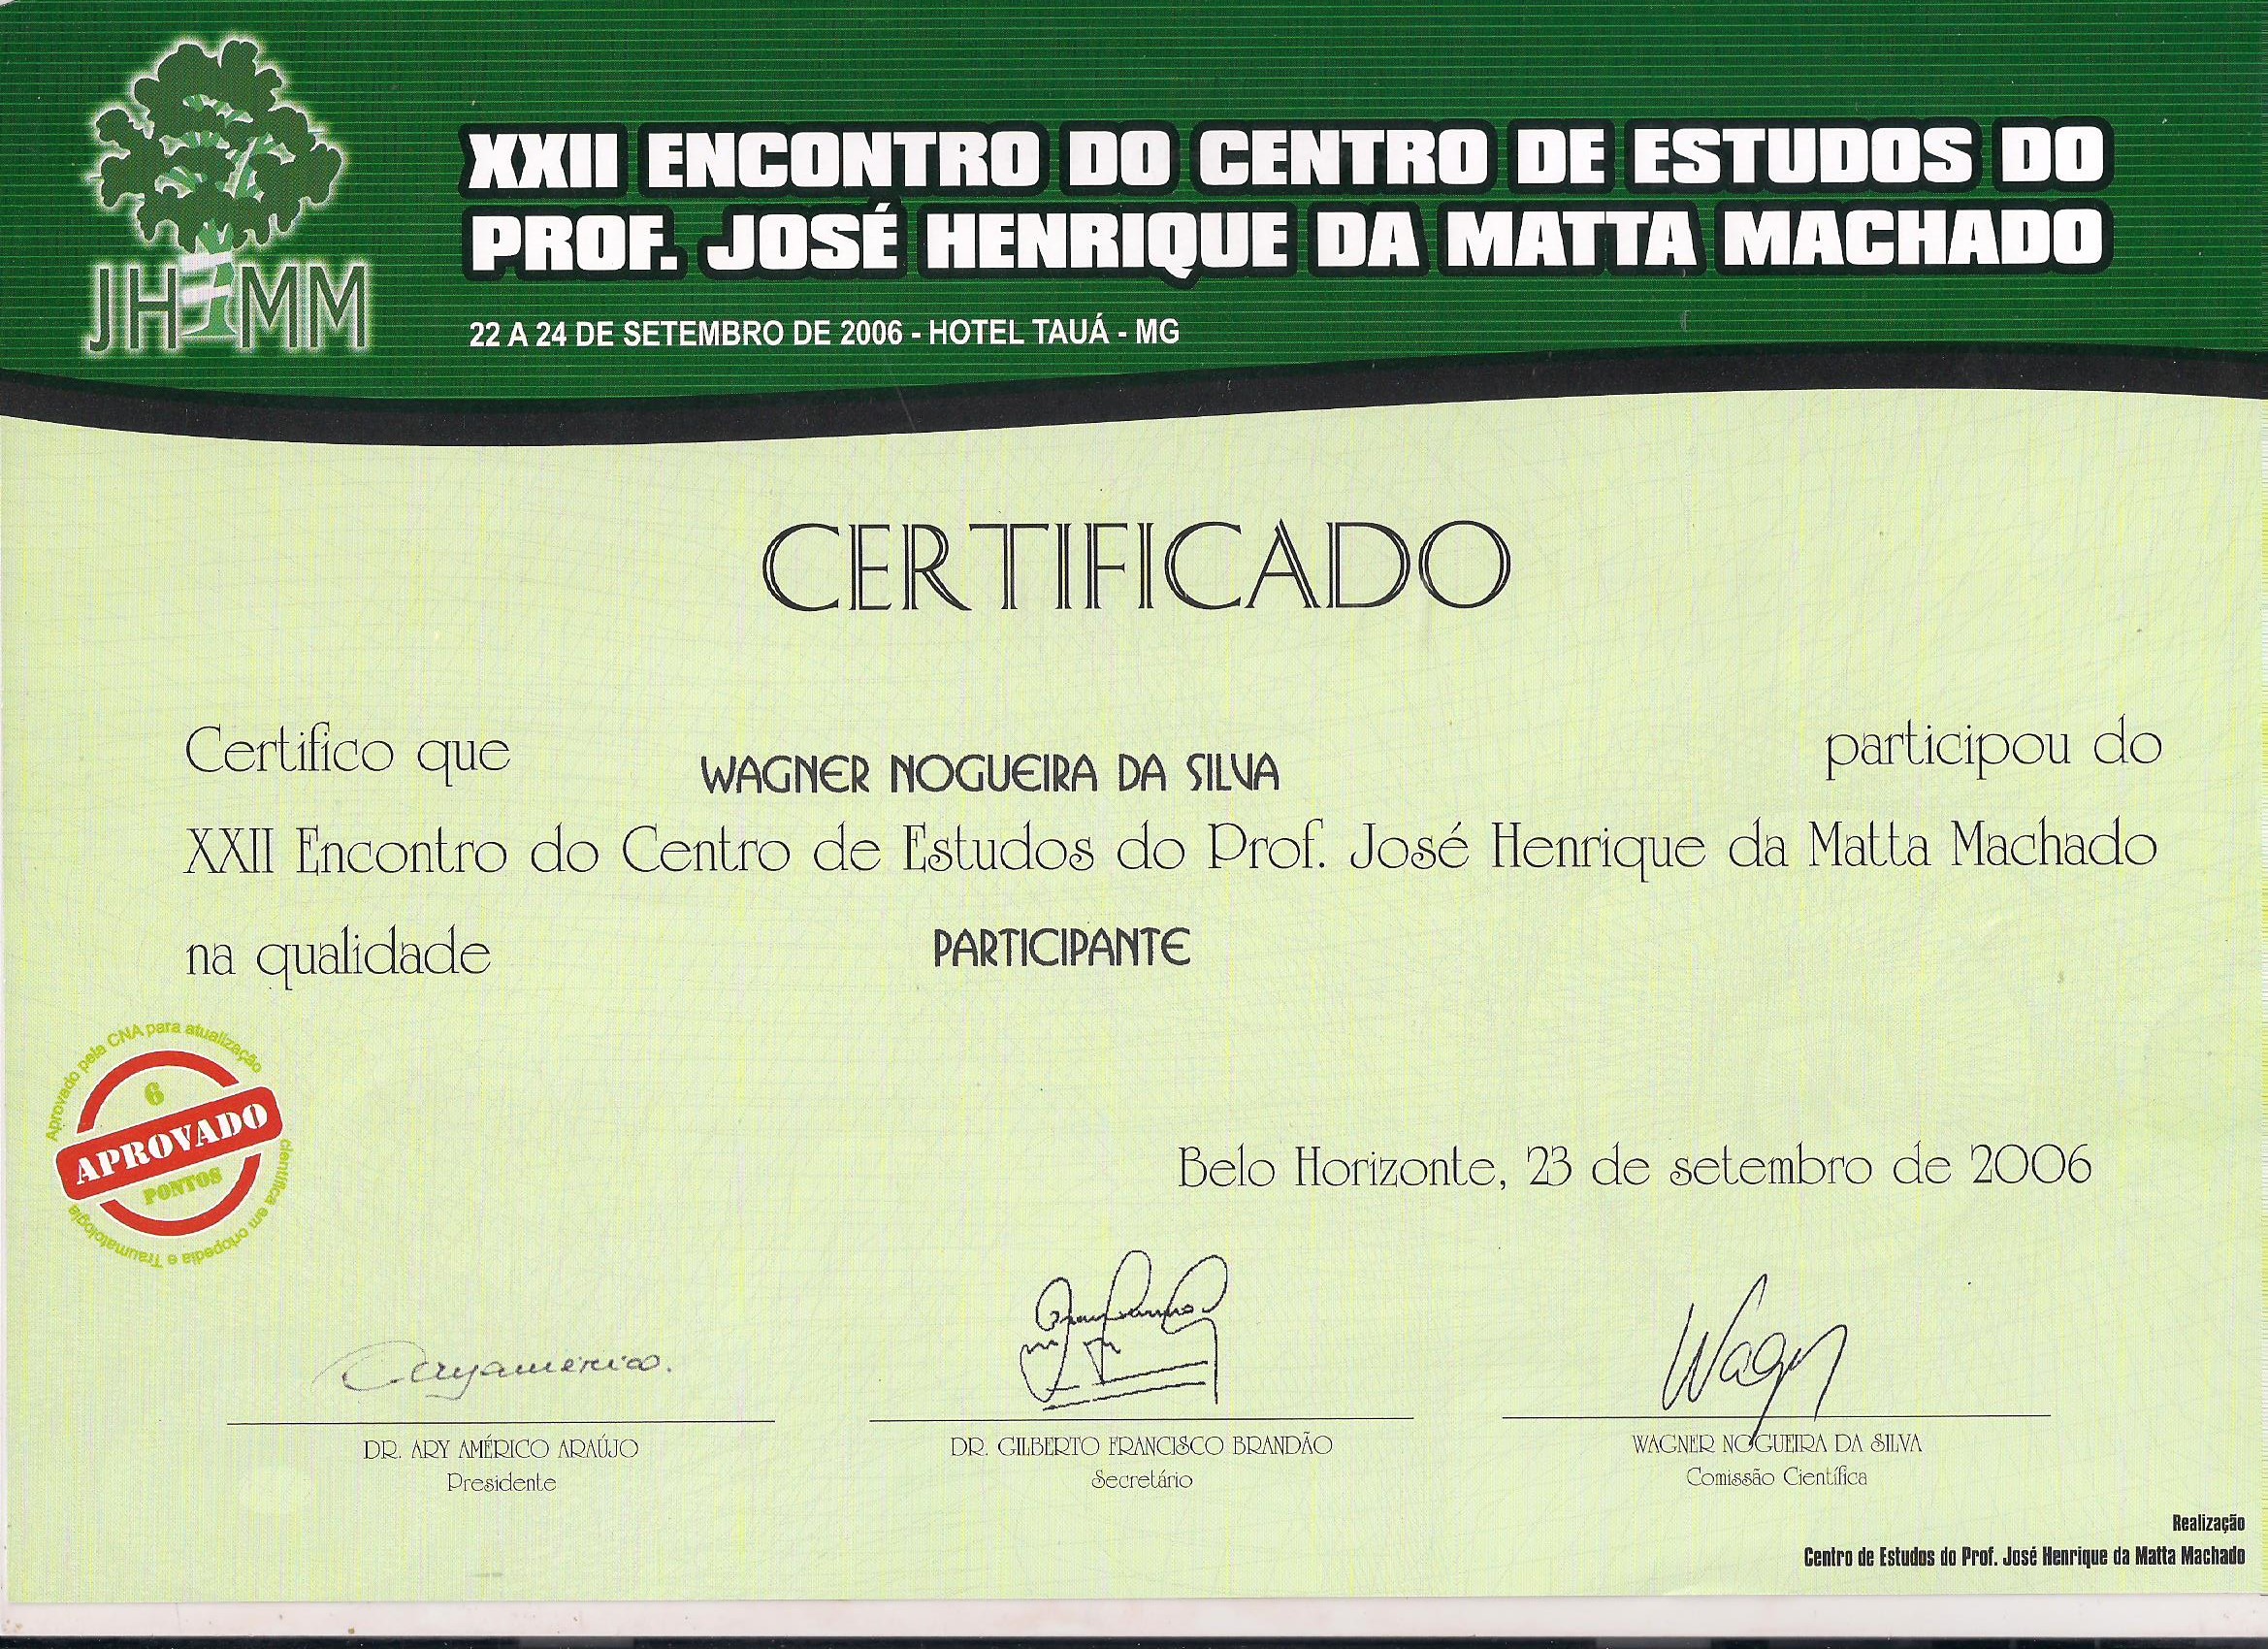 JHMM
XXII ENCONTRO DO CENTRO DE ESTUDOS DO
PROF. JOSÉ HENRIQUE DA MATTA MACHADO
22 A 24 DE SETEMBRO DE 2006 - HOTEL TAUÁ - MG
CERTIFICADO
Certifico que WAGNER NOGUEIRA DA SILVA participou do
XXII Encontro do Centro de Estudos do Prof. José Henrique da Matta Machado
na qualidade PARTICIPANTE
Aprovado pela CNA para atualização
científica em ortopedia e Traumatologia
6
APROVADO
PONTOS
Belo Horizonte, 23 de setembro de 2006
Aryamérico.
Wagn
DR. ARY AMÉRICO ARAÚJO
Presidente
DR. GILBERTO FRANCISCO BRANDÃO
Secretário
WAGNER NOGUEIRA DA SILVA
Comissão Científica
Realização
Centro de Estudos do Prof. José Henrique da Matta Machado